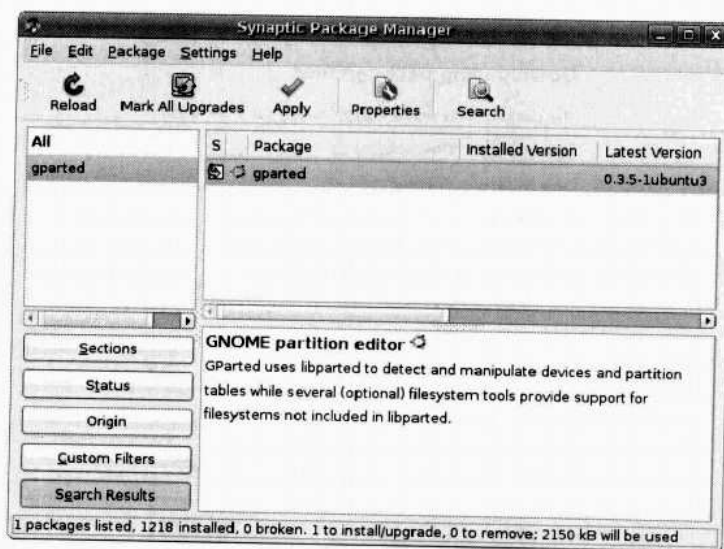 Synaptic Package Manager
File Edit Package Settings Help
Reload Mark All Upgrades Apply Properties Search
All
gparted
S Package Installed Version Latest Version
gparted 0.3.5-1ubuntu3
Sections
Status
Origin
Custom Filters
Search Results
GNOME partition editor
GParted uses libparted to detect and manipulate devices and partition
tables while several (optional) filesystem tools provide support for
filesystems not included in libparted.
1 packages listed, 1218 installed, 0 broken. 1 to install/upgrade, 0 to remove; 2150 kB will be used